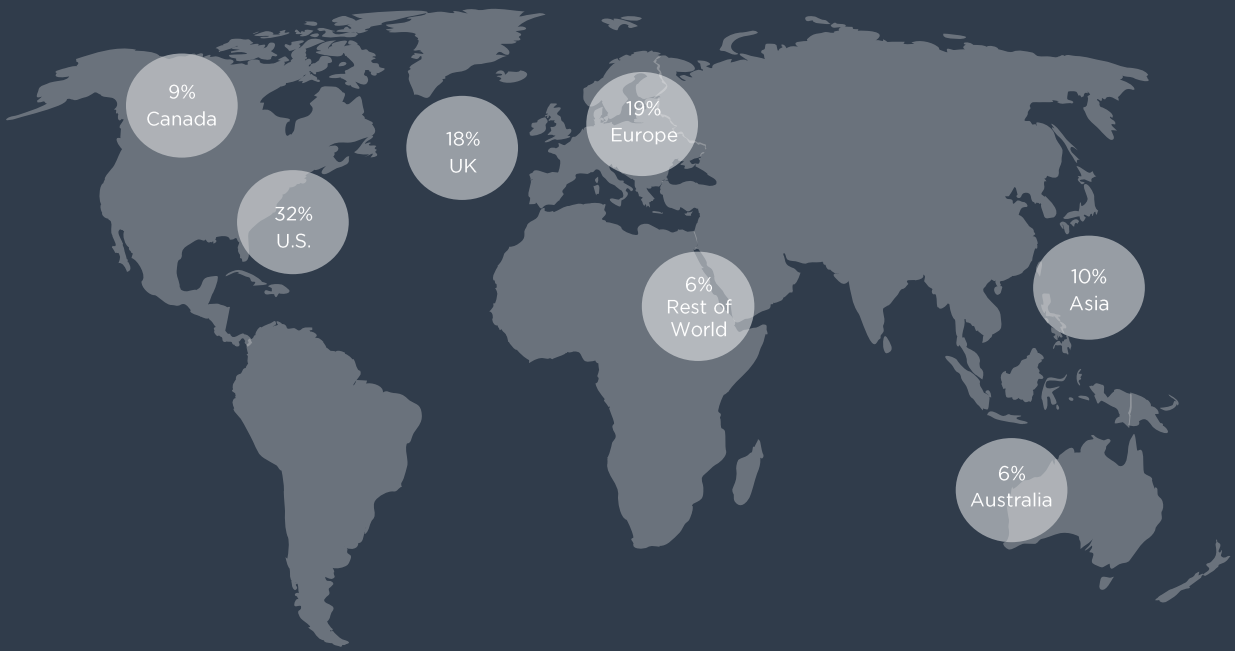 9%
Canada
18%
UK
19%
Europe
32%
U.S.
6%
Rest of
World
10%
Asia
6%
Australia